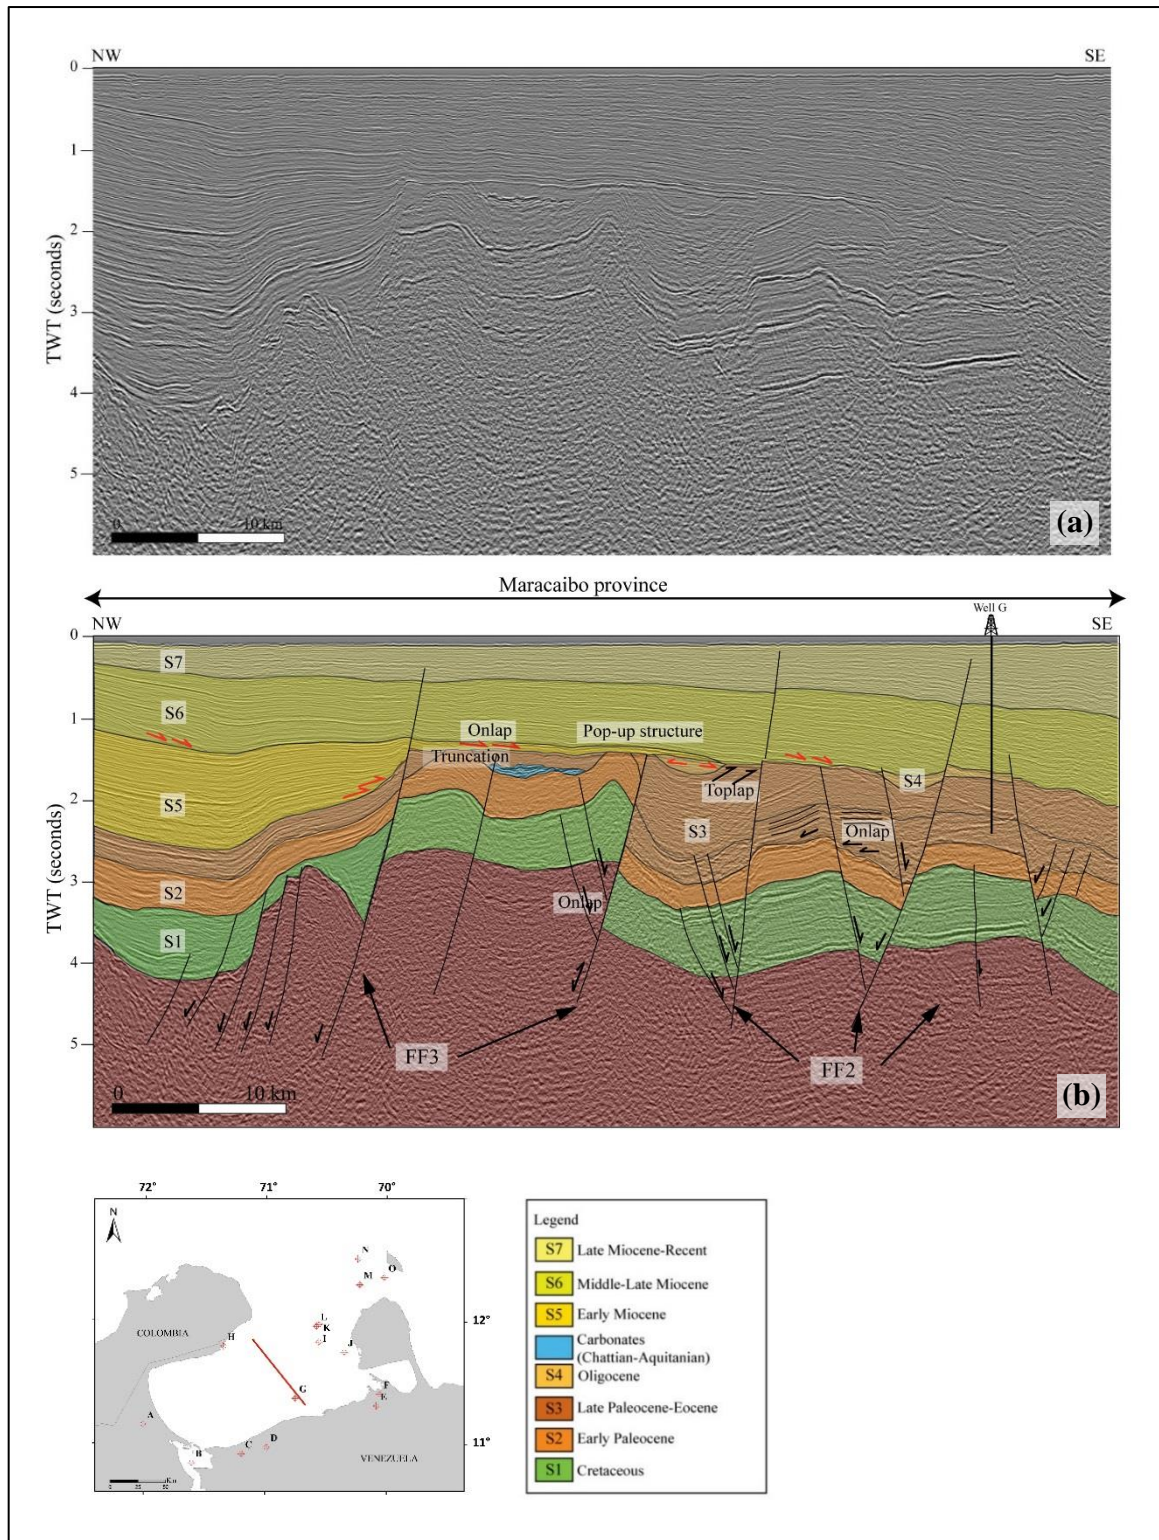 NW SE
0
1
2
3
4
5
TWT (seconds)
0 10 km
(a)
Maracaibo province
NW SE
Well G
0
1
2
3
4
5
TWT (seconds)
S7
S6
Onlap
Pop-up structure
Truncation
S4
Toplap
S5
S3
Onlap
S2
Onlap
S1
FF3
FF2
0 10 km
(b)
72° 71° 70°
N
N
O
M
L
K
I
J
12°
COLOMBIA
H
G
F
E
A
D
C
B
11°
VENEZUELA
0 25 50
Km
Legend
S7 Late Miocene-Recent
S6 Middle-Late Miocene
S5 Early Miocene
Carbonates
(Chattian-Aquitanian)
S4 Oligocene
S3 Late Paleocene-Eocene
S2 Early Paleocene
S1 Cretaceous